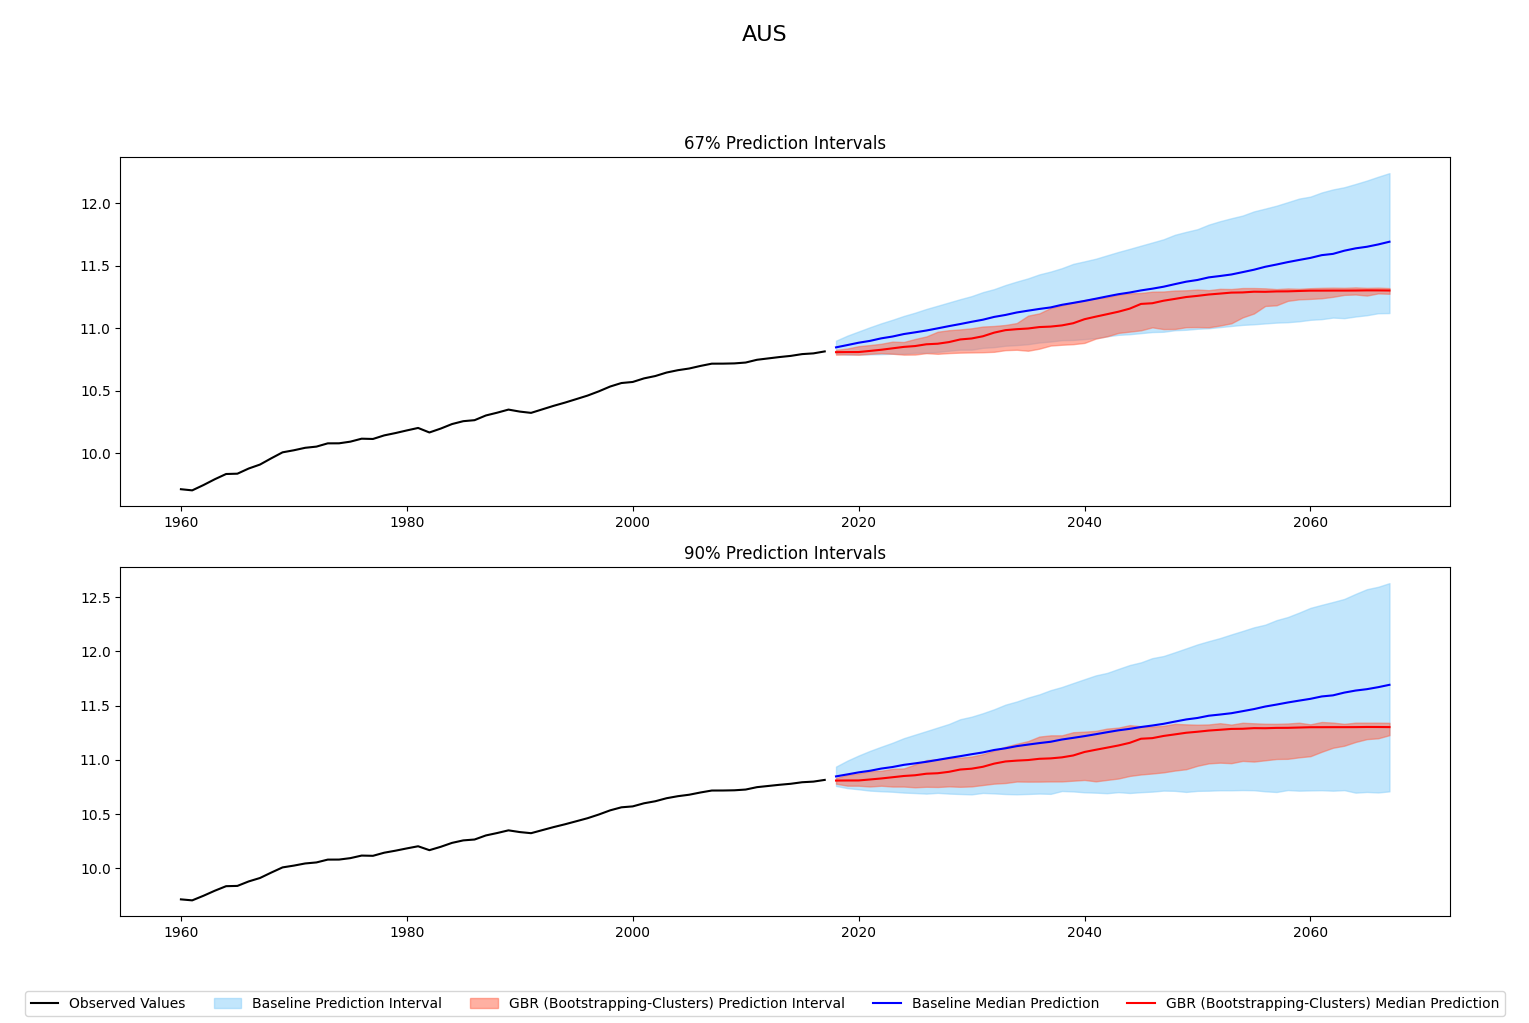 AUS
67% Prediction Intervals
12.0
11.5
11.0
10.5
10.0
1960 1980 2000 2020 2040 2060
90% Prediction Intervals
12.5
12.0
11.5
11.0
10.5
10.0
1960 1980 2000 2020 2040 2060
Observed Values Baseline Prediction Interval GBR (Bootstrapping-Clusters) Prediction Interval Baseline Median Prediction GBR (Bootstrapping-Clusters) Median Prediction